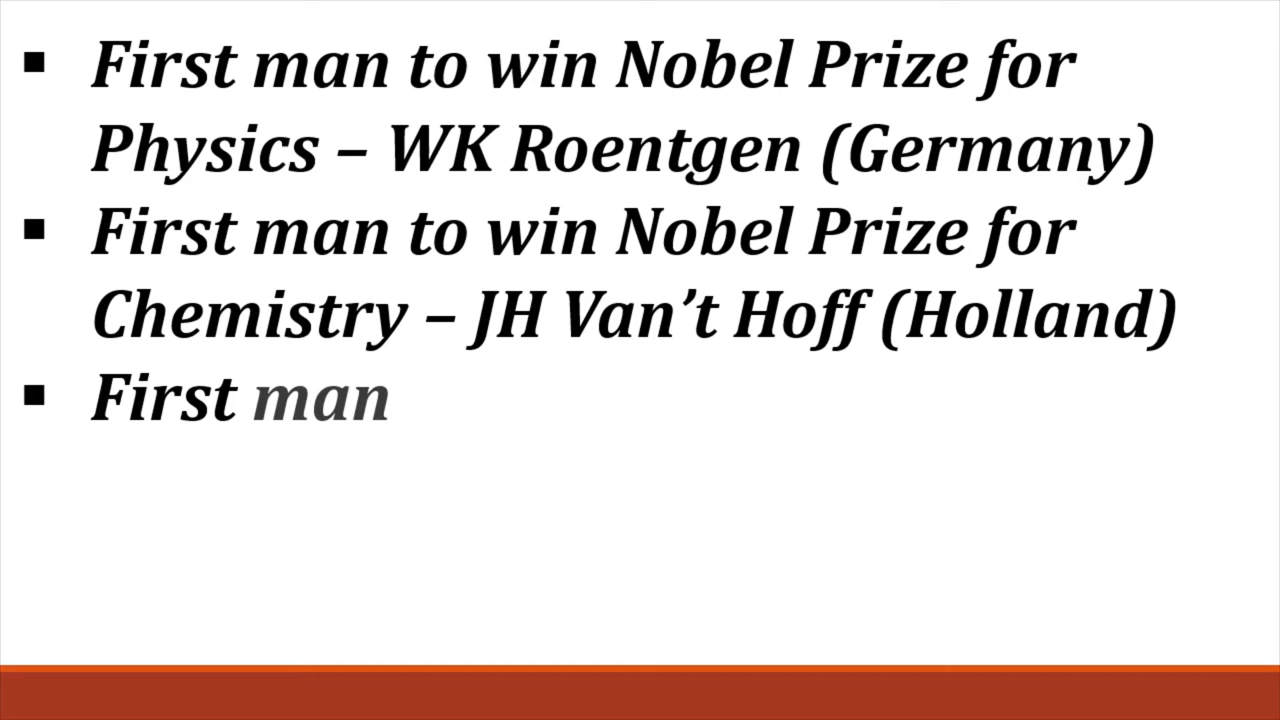 ▪ First man to win Nobel Prize for
Physics – WK Roentgen (Germany)
▪ First man to win Nobel Prize for
Chemistry – JH Van’t Hoff (Holland)
▪ First man